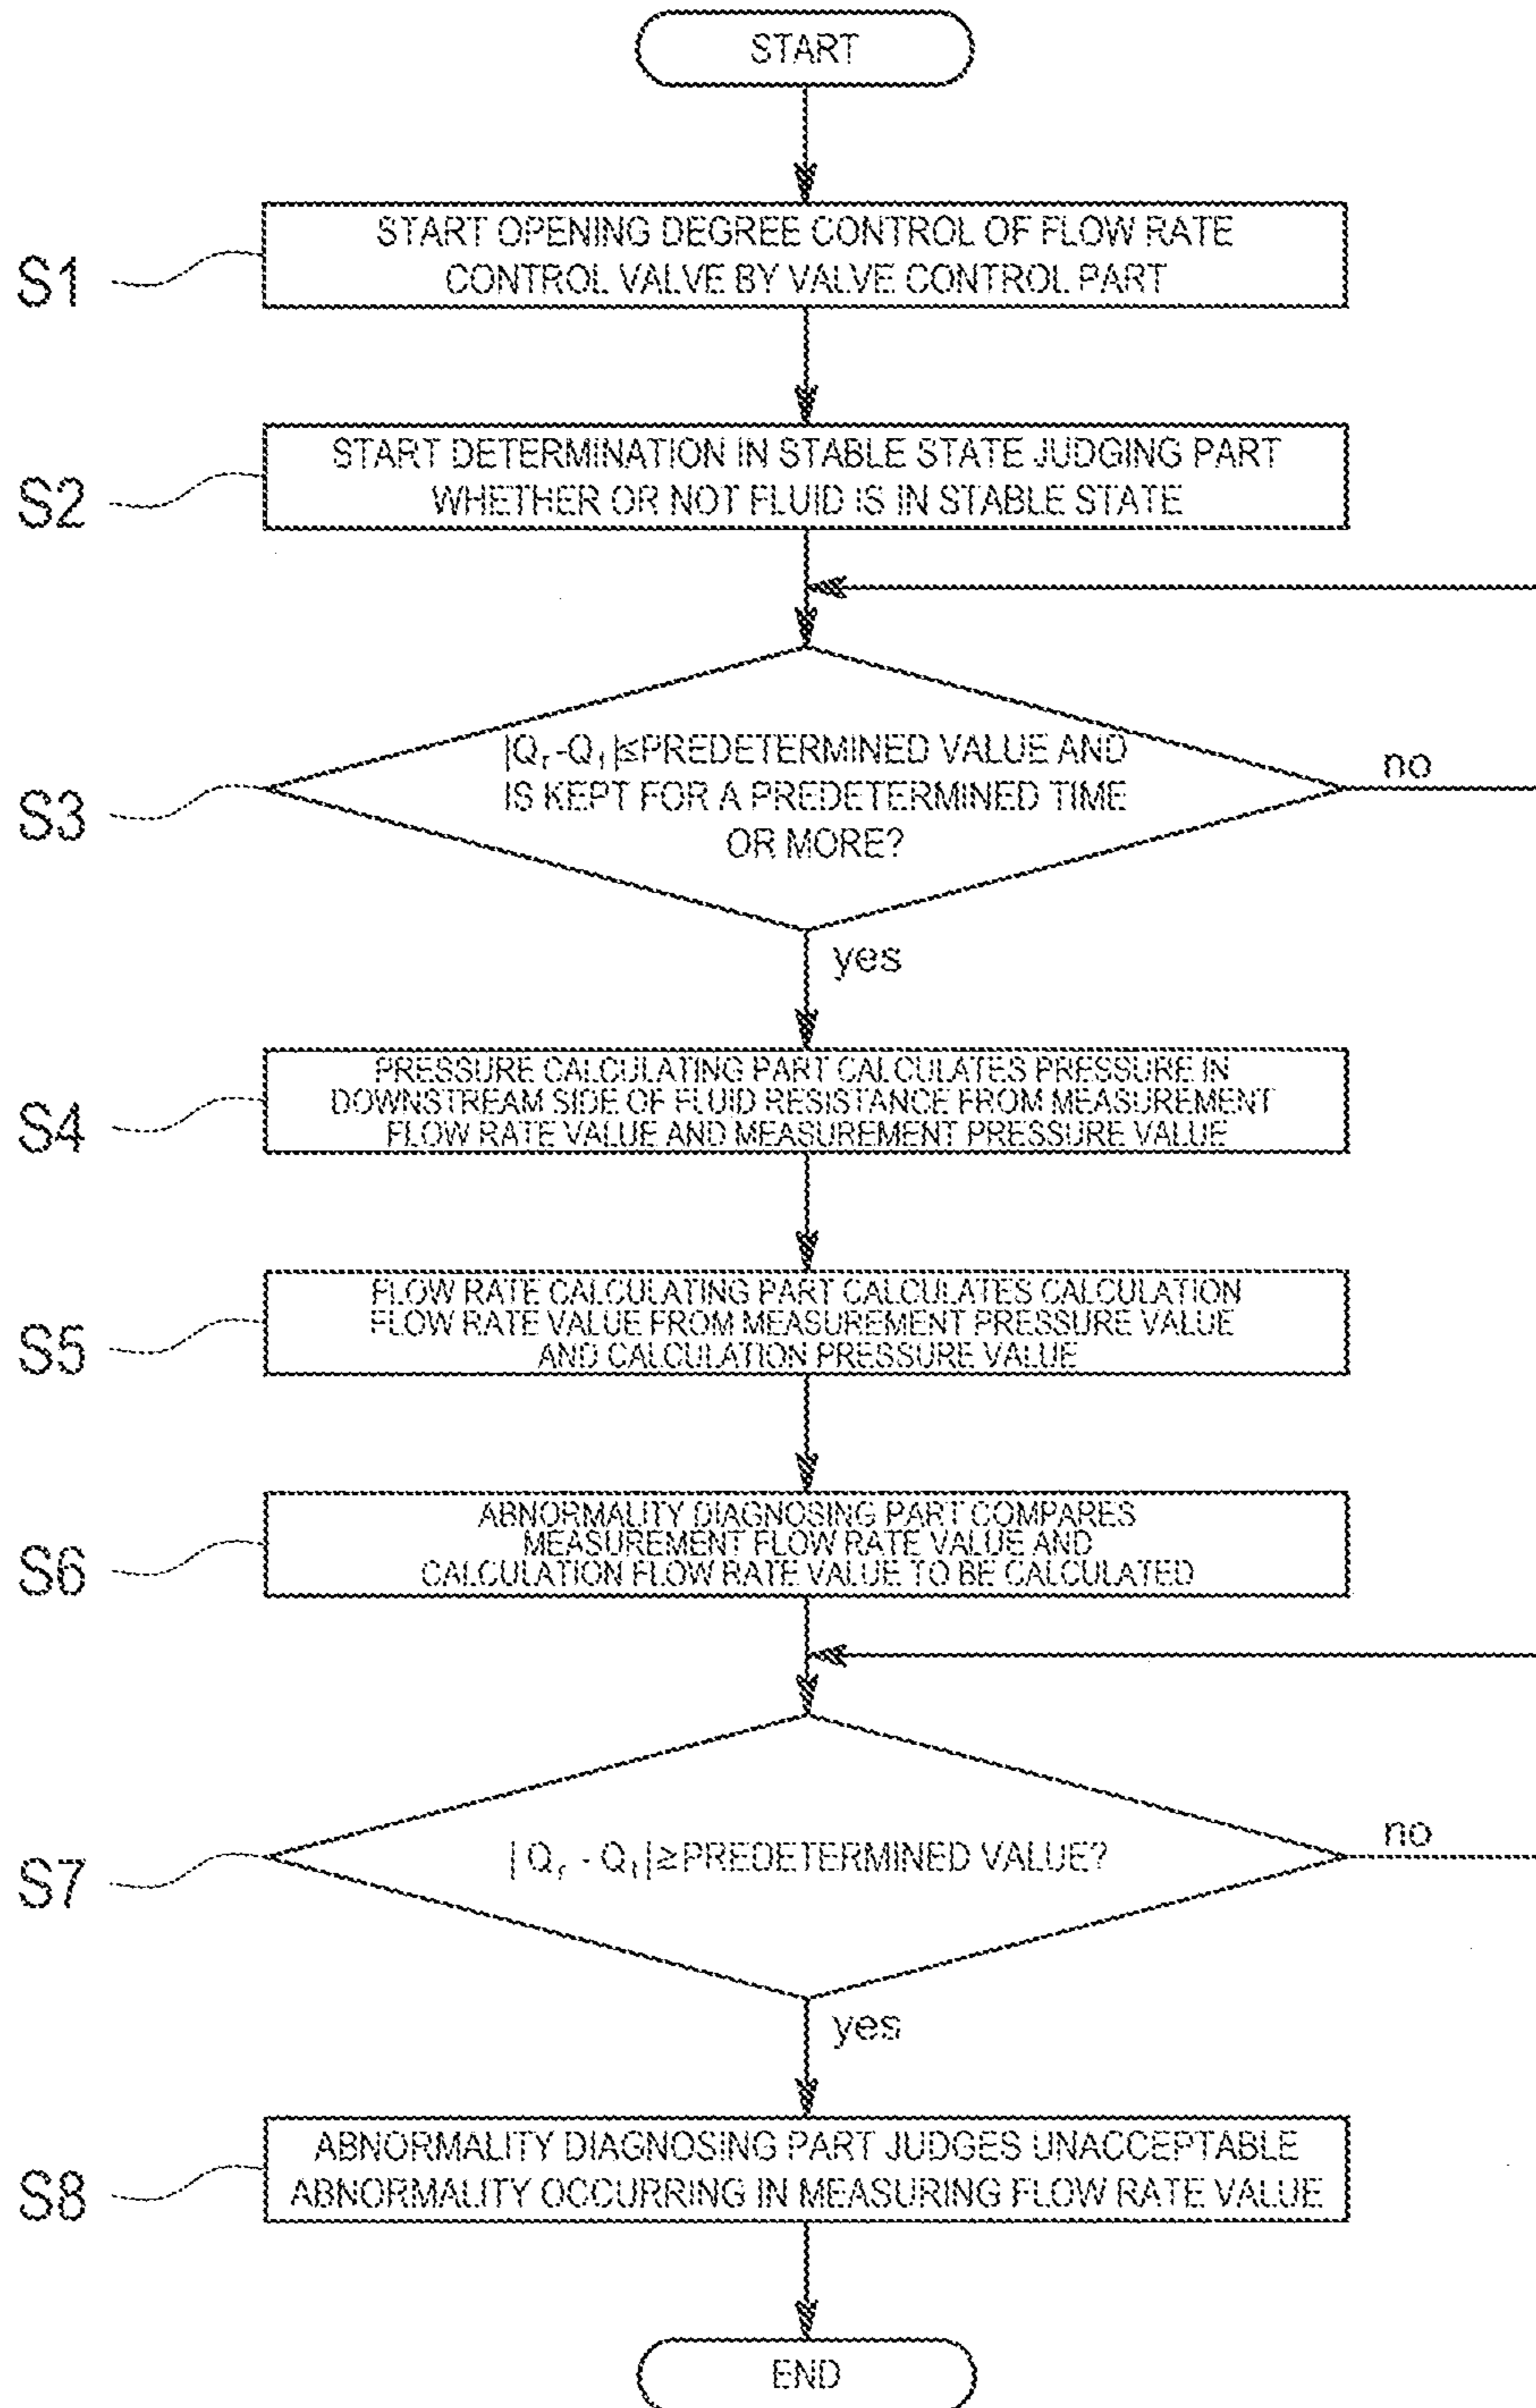 START
S1
START OPENING DEGREE CONTROL OF FLOW RATE
CONTROL VALVE BY VALVE CONTROL PART
S2
START DETERMINATION IN STABLE STATE JUDGING PART
WHETHER OR NOT FLUID IS IN STABLE STATE
S3
|Qr-Qt|≤PREDETERMINED VALUE AND
IS KEPT FOR A PREDETERMINED TIME
OR MORE?
no
yes
S4
PRESSURE CALCULATING PART CALCULATES PRESSURE IN
DOWNSTREAM SIDE OF FLUID RESISTANCE FROM MEASUREMENT
FLOW RATE VALUE AND MEASUREMENT PRESSURE VALUE
S5
FLOW RATE CALCULATING PART CALCULATES CALCULATION
FLOW RATE VALUE FROM MEASUREMENT PRESSURE VALUE
AND CALCULATION PRESSURE VALUE
S6
ABNORMALITY DIAGNOSING PART COMPARES
MEASUREMENT FLOW RATE VALUE AND
CALCULATION FLOW RATE VALUE TO BE CALCULATED
S7
| Qr - Qt|≥PREDETERMINED VALUE?
no
yes
S8
ABNORMALITY DIAGNOSING PART JUDGES UNACCEPTABLE
ABNORMALITY OCCURRING IN MEASURING FLOW RATE VALUE
END